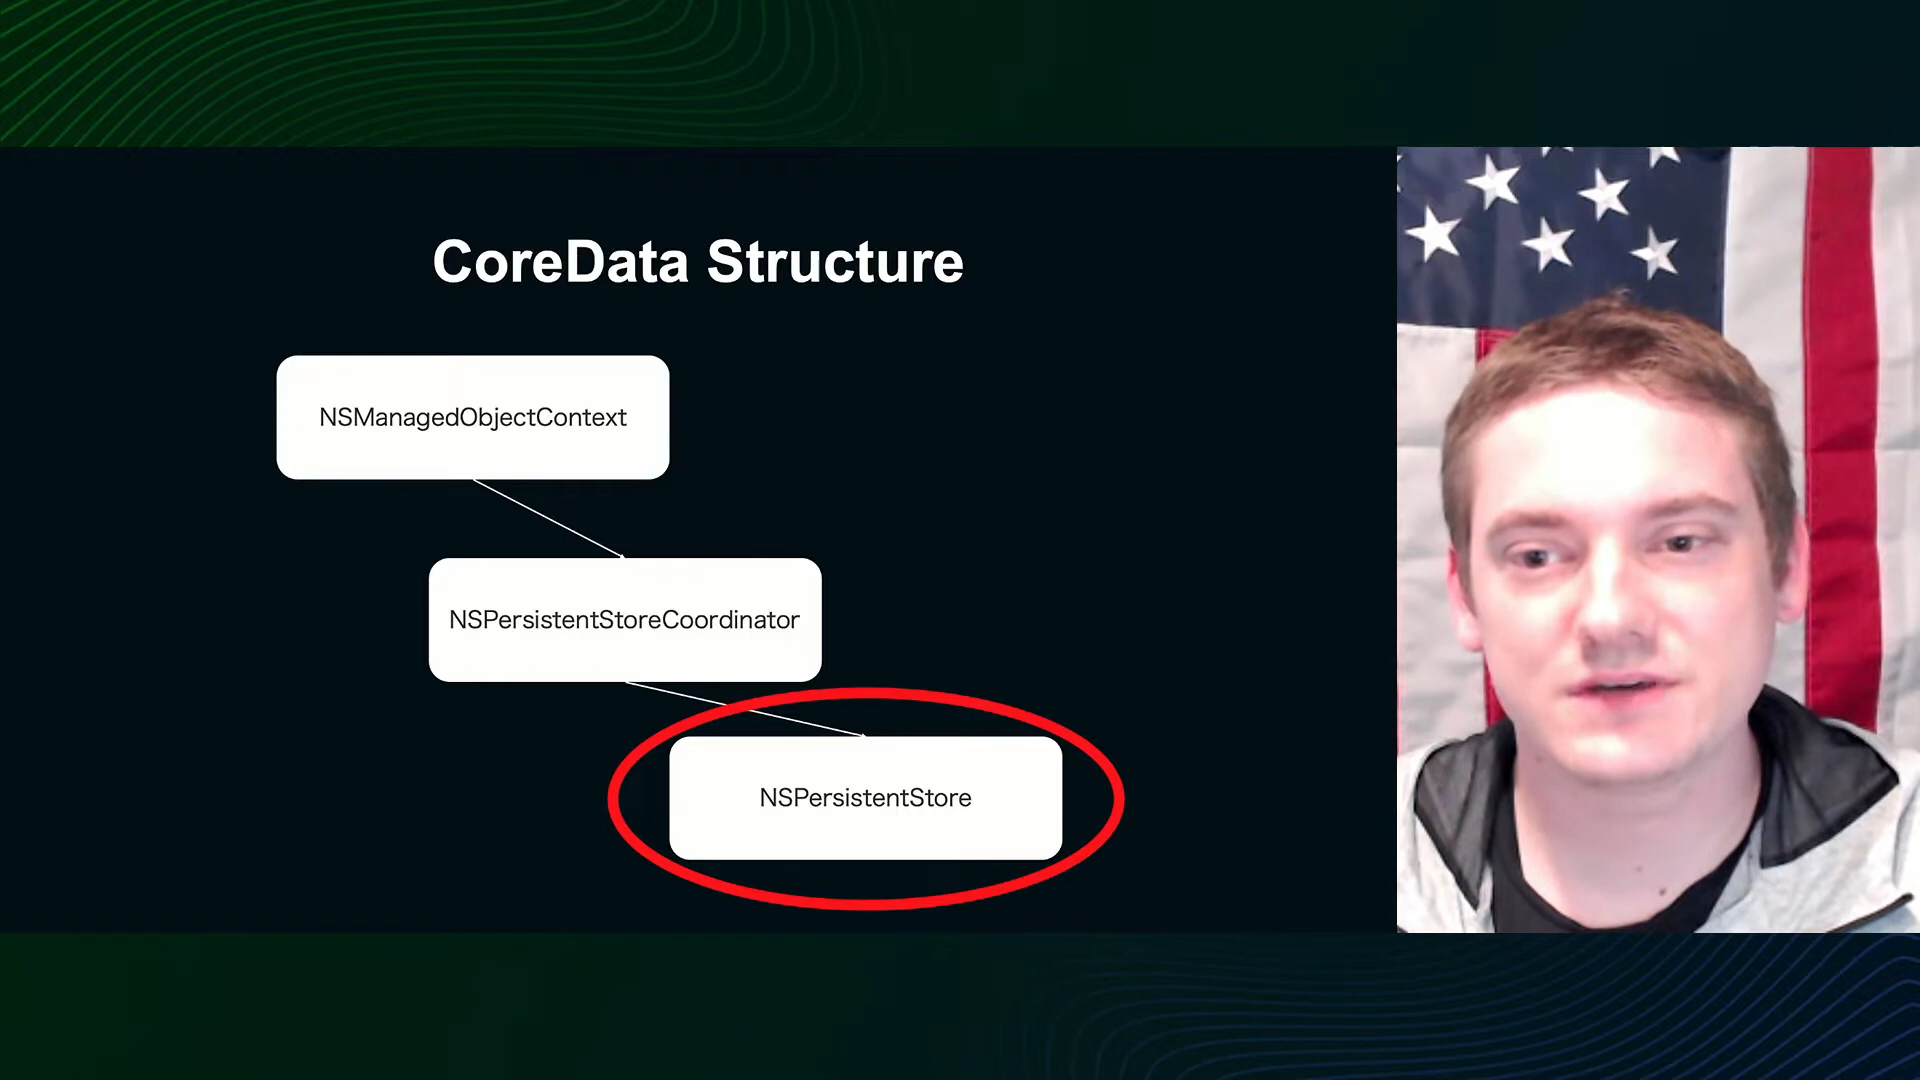 CoreData Structure
NSManagedObjectContext
NSPersistentStoreCoordinator
NSPersistentStore